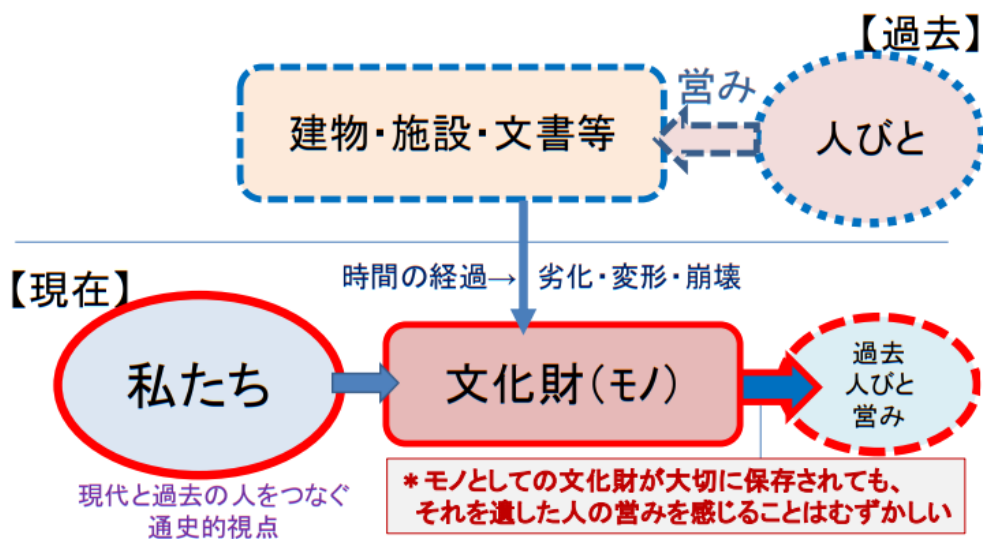 【過去】
営み
建物・施設・文書等
人びと
時間の経過→ 劣化・変形・崩壊
【現在】
私たち
文化財(モノ)
過去
人びと
営み
現代と過去の人をつなぐ
通史的視点
＊モノとしての文化財が大切に保存されても、
それを遺した人の営みを感じることはむずかしい